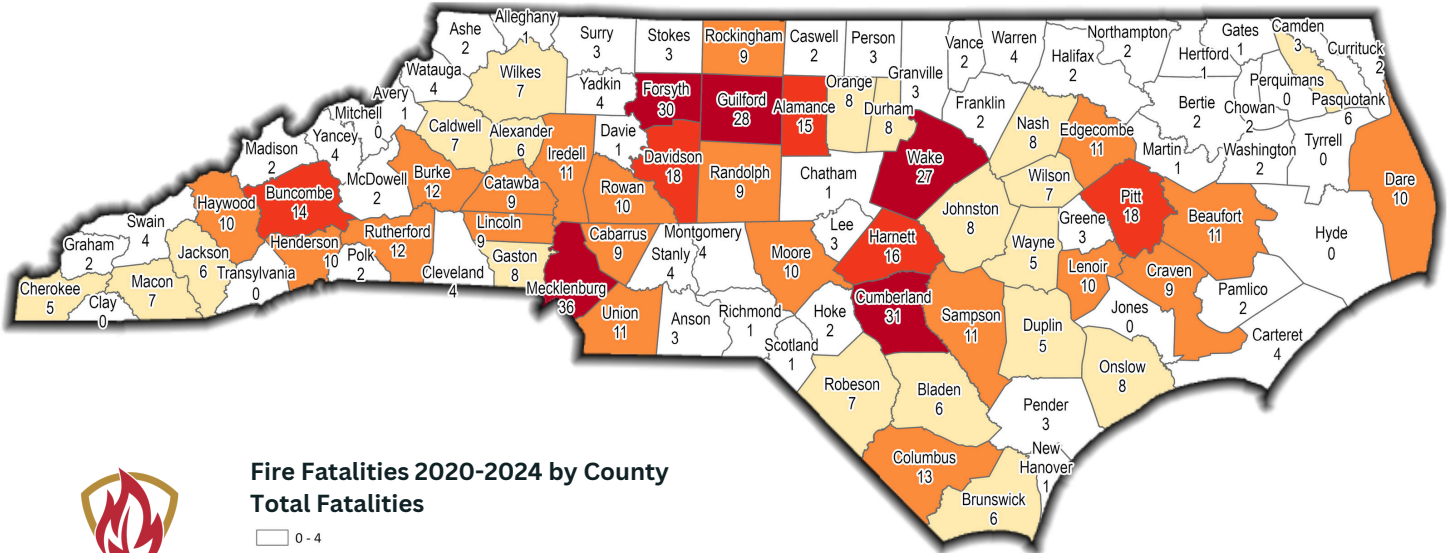 Alleghany
1
Ashe
2
Surry
3
Stokes
3
Rockingham
9
Caswell
2
Person
3
Vance
2
Warren
4
Northampton
2
Gates
1
Camden
3
Currituck
2
Halifax
2
Hertford
1
Watauga
4
Wilkes
7
Yadkin
4
Forsyth
30
Guilford
28
Alamance
15
Orange
8
Durham
8
Granville
3
Franklin
2
Bertie
2
Perquimans
0
Chowan
2
Pasquotank
6
Avery
1
Mitchell
0
Yancey
4
Madison
2
Caldwell
7
Alexander
6
Iredell
11
Davie
1
Davidson
18
Randolph
9
Chatham
1
Wake
27
Nash
8
Edgecombe
11
Martin
1
Washington
2
Tyrrell
0
Dare
10
Buncombe
14
McDowell
2
Burke
12
Catawba
9
Rowan
10
Wilson
7
Pitt
18
Haywood
10
Swain
4
Graham
2
Jackson
6
Henderson
10
Rutherford
12
Lincoln
9
Cabarrus
9
Montgomery
4
Stanly
4
Moore
10
Lee
3
Harnett
16
Johnston
8
Greene
3
Beaufort
11
Hyde
0
Cherokee
5
Clay
0
Macon
7
Transylvania
0
Polk
2
Cleveland
4
Gaston
8
Mecklenburg
36
Union
11
Anson
3
Richmond
1
Scotland
1
Hoke
2
Cumberland
31
Sampson
11
Wayne
5
Lenoir
10
Craven
9
Pamlico
2
Jones
0
Carteret
4
Duplin
5
Onslow
8
Robeson
7
Bladen
6
Pender
3
Columbus
13
New
Hanover
1
Brunswick
6
Fire Fatalities 2020-2024 by County
Total Fatalities
0 - 4